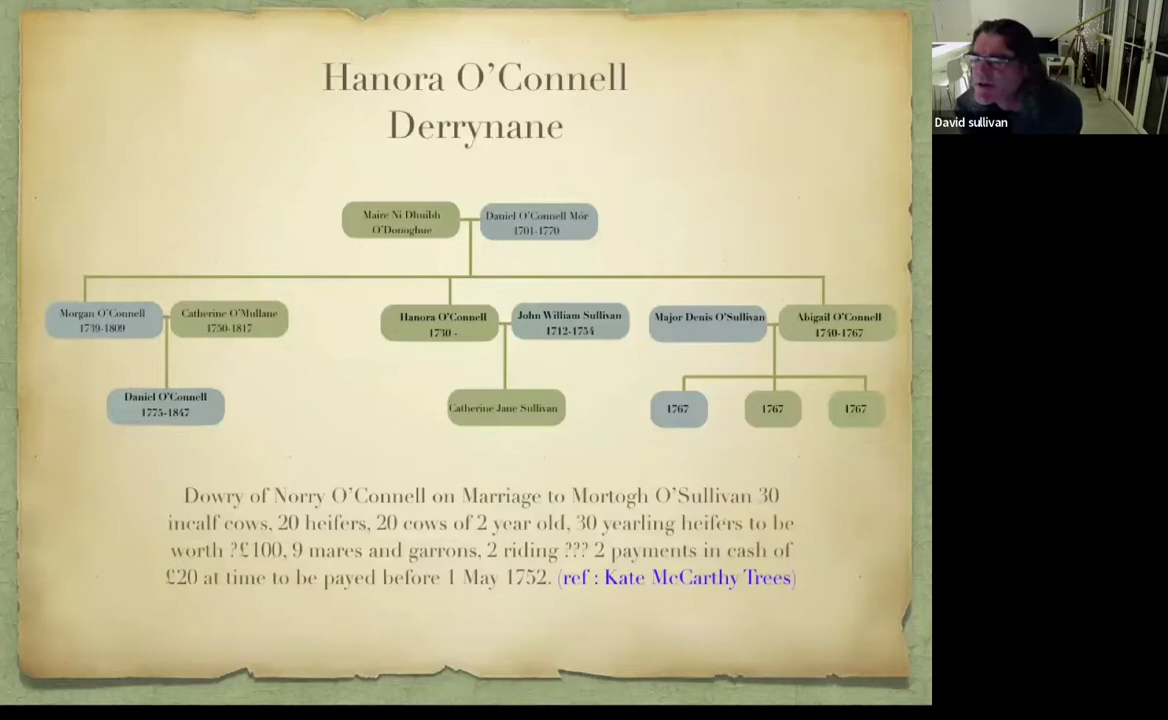 Hanora O'Connell
Derrynane
David sullivan
Maire Ni Dhuibh
O'Donoghue
Daniel O'Connell Mór
1701-1770
Morgan O'Connell
1739-1809
Catherine O'Mullane
1750-1817
Hanora O'Connell
1730 -
John William Sullivan
1712-1754
Major Denis O'Sullivan
Abigail O'Connell
1740-1767
Daniel O'Connell
1775-1847
Catherine Jane Sullivan
1767
1767
1767
Dowry of Norry O'Connell on Marriage to Mortogh O'Sullivan 30
incalf cows, 20 heifers, 20 cows of 2 year old, 30 yearling heifers to be
worth ?£100, 9 mares and garrons, 2 riding ??? 2 payments in cash of
£20 at time to be payed before 1 May 1752. (ref : Kate McCarthy Trees)